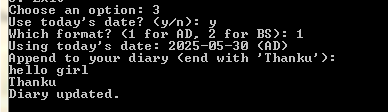 Choose an option: 3
Use today's date? (y/n): y
Which format? (1 for AD, 2 for BS): 1
Using today's date: 2025-05-30 (AD)
Append to your diary (end with 'Thanku'):
hello girl
Thanku
Diary updated.